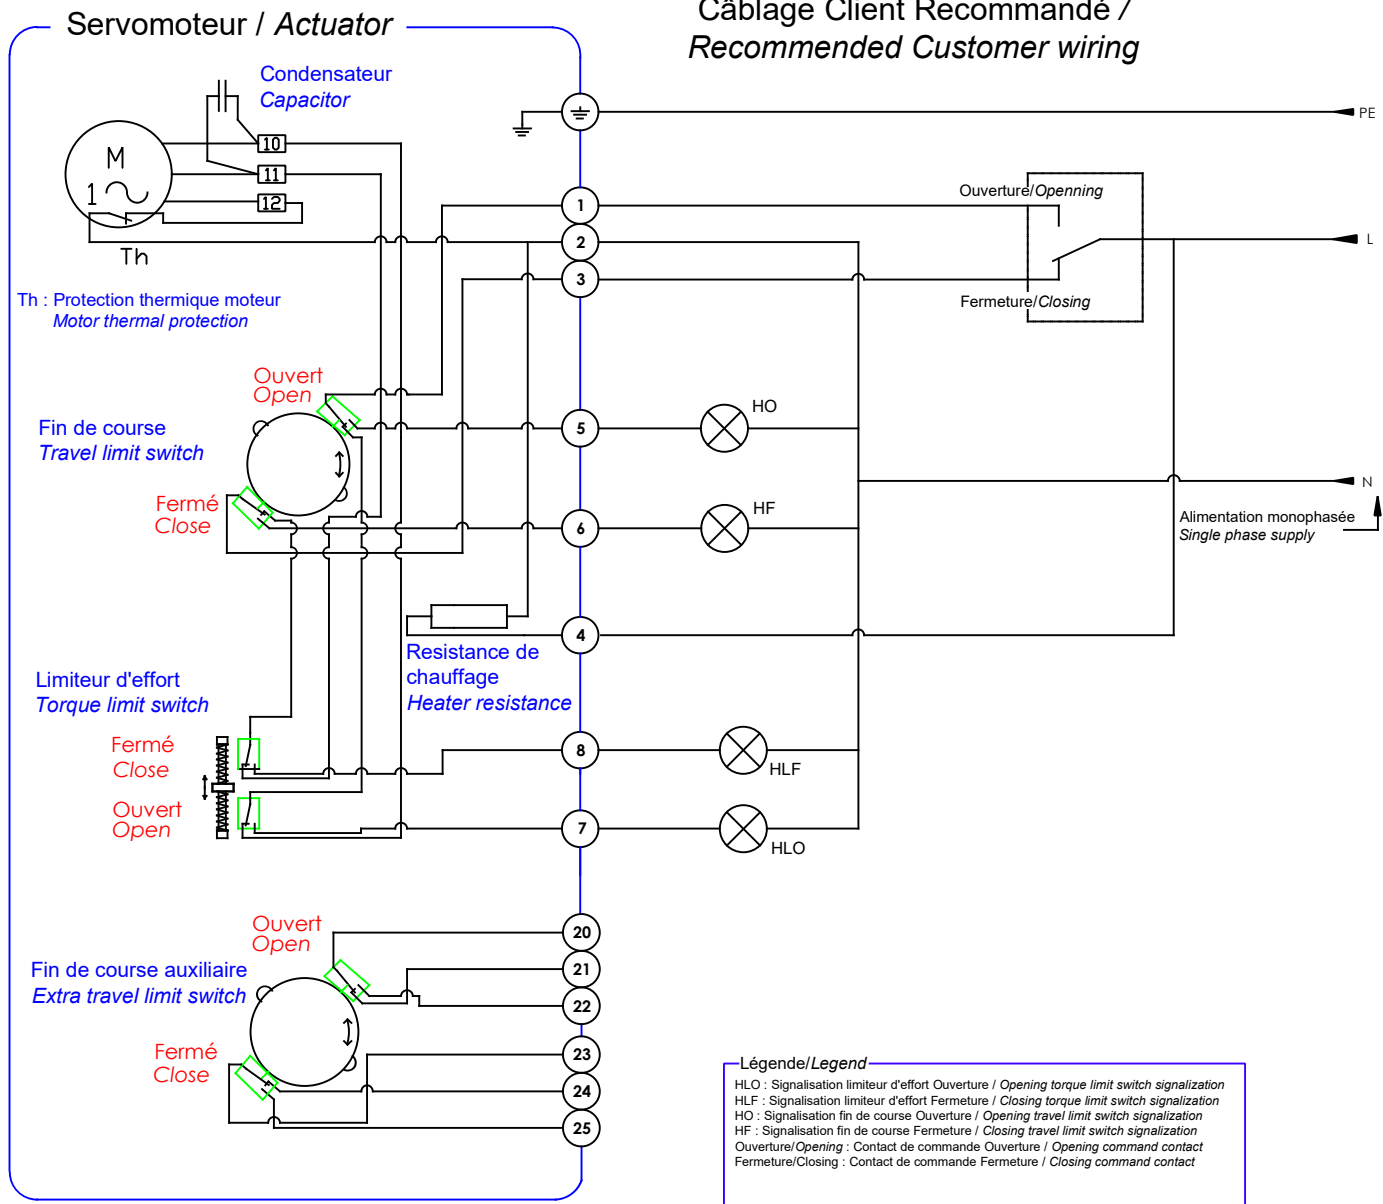 Servomoteur / Actuator
Câblage Client Recommandé /
Recommended Customer wiring
Condensateur
Capacitor
M
1
10
11
12
Th
Th : Protection thermique moteur
Motor thermal protection
PE
1
2
3
Ouverture/Openning
Fermeture/Closing
L
Ouvert
Open
Fin de course
Travel limit switch
Fermé
Close
5
HO
6
HF
N
Alimentation monophasée
Single phase supply
4
Resistance de
chauffage
Heater resistance
Limiteur d'effort
Torque limit switch
Fermé
Close
Ouvert
Open
8
HLF
7
HLO
Ouvert
Open
Fin de course auxiliaire
Extra travel limit switch
Fermé
Close
20
21
22
23
24
25
Légende/Legend
HLO : Signalisation limiteur d'effort Ouverture / Opening torque limit switch signalization
HLF : Signalisation limiteur d'effort Fermeture / Closing torque limit switch signalization
HO : Signalisation fin de course Ouverture / Opening travel limit switch signalization
HF : Signalisation fin de course Fermeture / Closing travel limit switch signalization
Ouverture/Opening : Contact de commande Ouverture / Opening command contact
Fermeture/Closing : Contact de commande Fermeture / Closing command contact